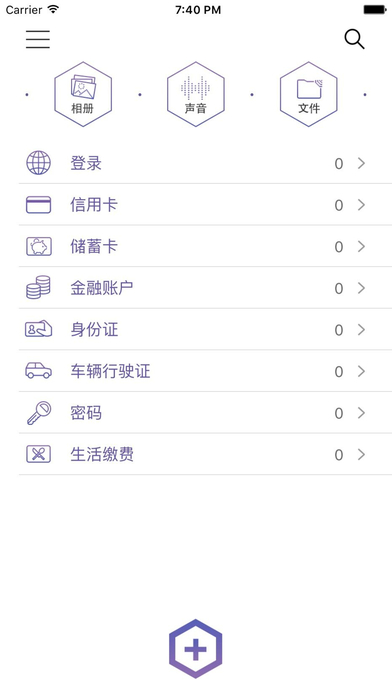 Carrier 7:40 PM
相册 声音 文件
登录 0
信用卡 0
储蓄卡 0
金融账户 0
身份证 0
车辆行驶证 0
密码 0
生活缴费 0